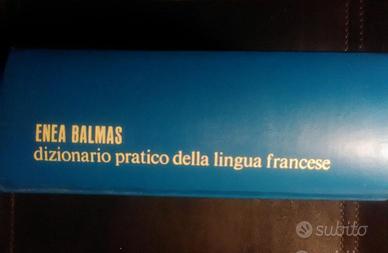 ENEA BALMAS
dizionario pratico della lingua francese
subito